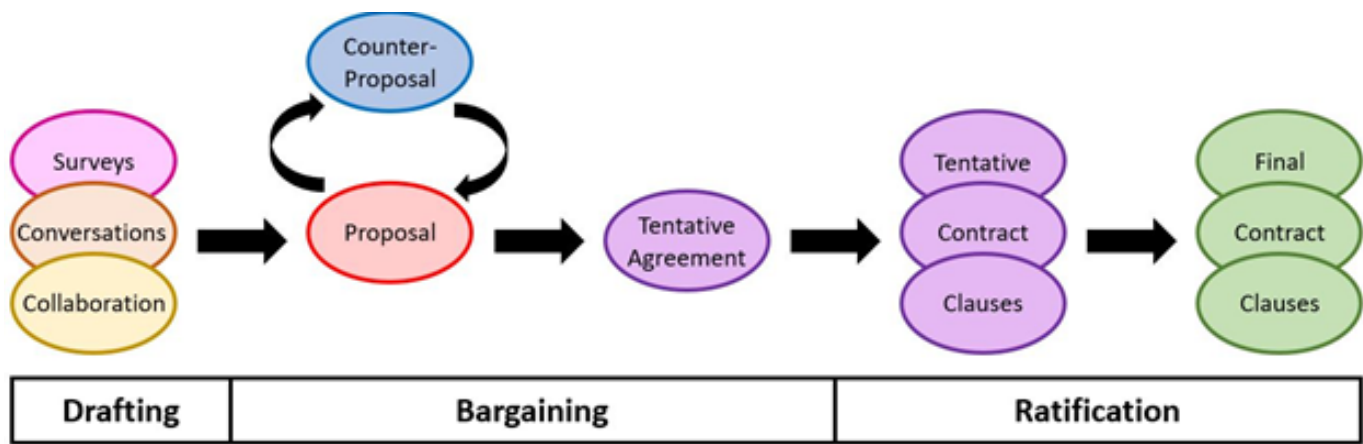 Surveys
Conversations
Collaboration
Counter-
Proposal
Proposal
Tentative
Agreement
Tentative
Contract
Clauses
Final
Contract
Clauses
Drafting
Bargaining
Ratification